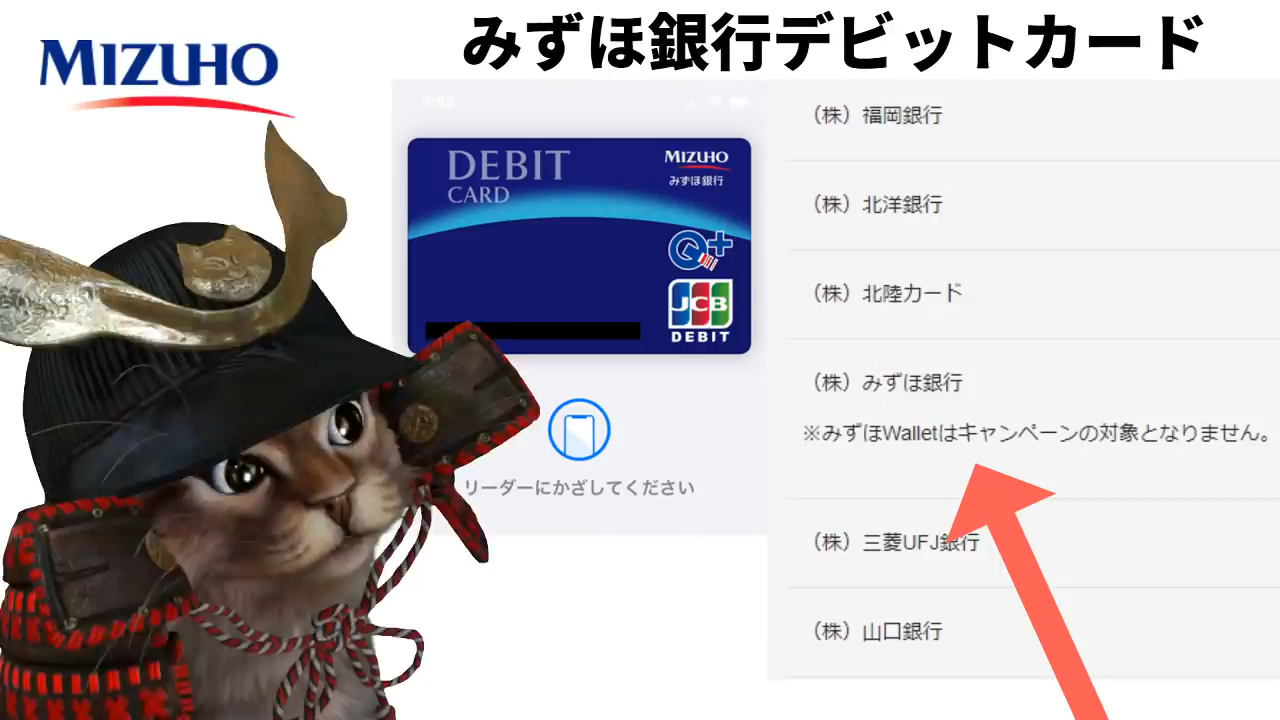 みずほ銀行デビットカード
MIZUHO
7:55
DEBIT
CARD
MIZUHO
みずほ銀行
Q+
JCB
DEBIT
リーダーにかざしてください
（株）福岡銀行
（株）北洋銀行
（株）北陸カード
（株）みずほ銀行
※みずほWalletはキャンペーンの対象となりません。
（株）三菱UFJ銀行
（株）山口銀行